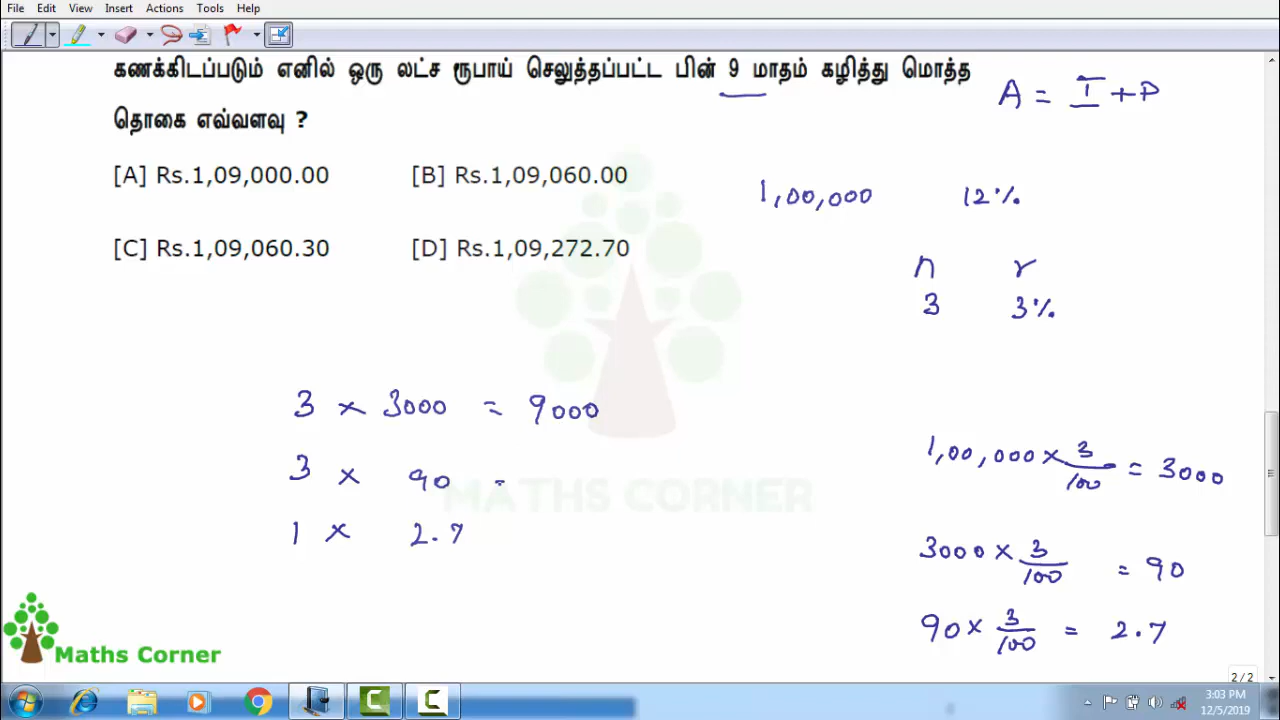 File Edit View Insert Actions Tools Help
கணக்கிடப்படும் எனில் ஒரு லட்ச ரூபாய் செலுத்தப்பட்ட பின் 9 மாதம் கழித்து மொத்த
தொகை எவ்வளவு ?
A = I + P
[A] Rs.1,09,000.00 [B] Rs.1,09,060.00
1,00,000 12%
[C] Rs.1,09,060.30 [D] Rs.1,09,272.70
n r
3 3%
3 × 3000 = 9000
1,00,000 × 3/100 = 3000
3 × 90 =
MATHS CORNER
1 × 2.7
3000 × 3/100 = 90
90 × 3/100 = 2.7
Maths Corner
2/2
3:03 PM
12/5/2019